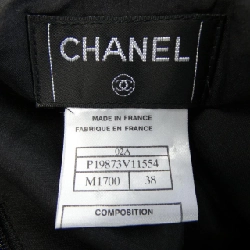 CHANEL
MADE IN FRANCE
FABRIQUE EN FRANCE
02A
P19873V11554
M1700 38
COMPOSITION